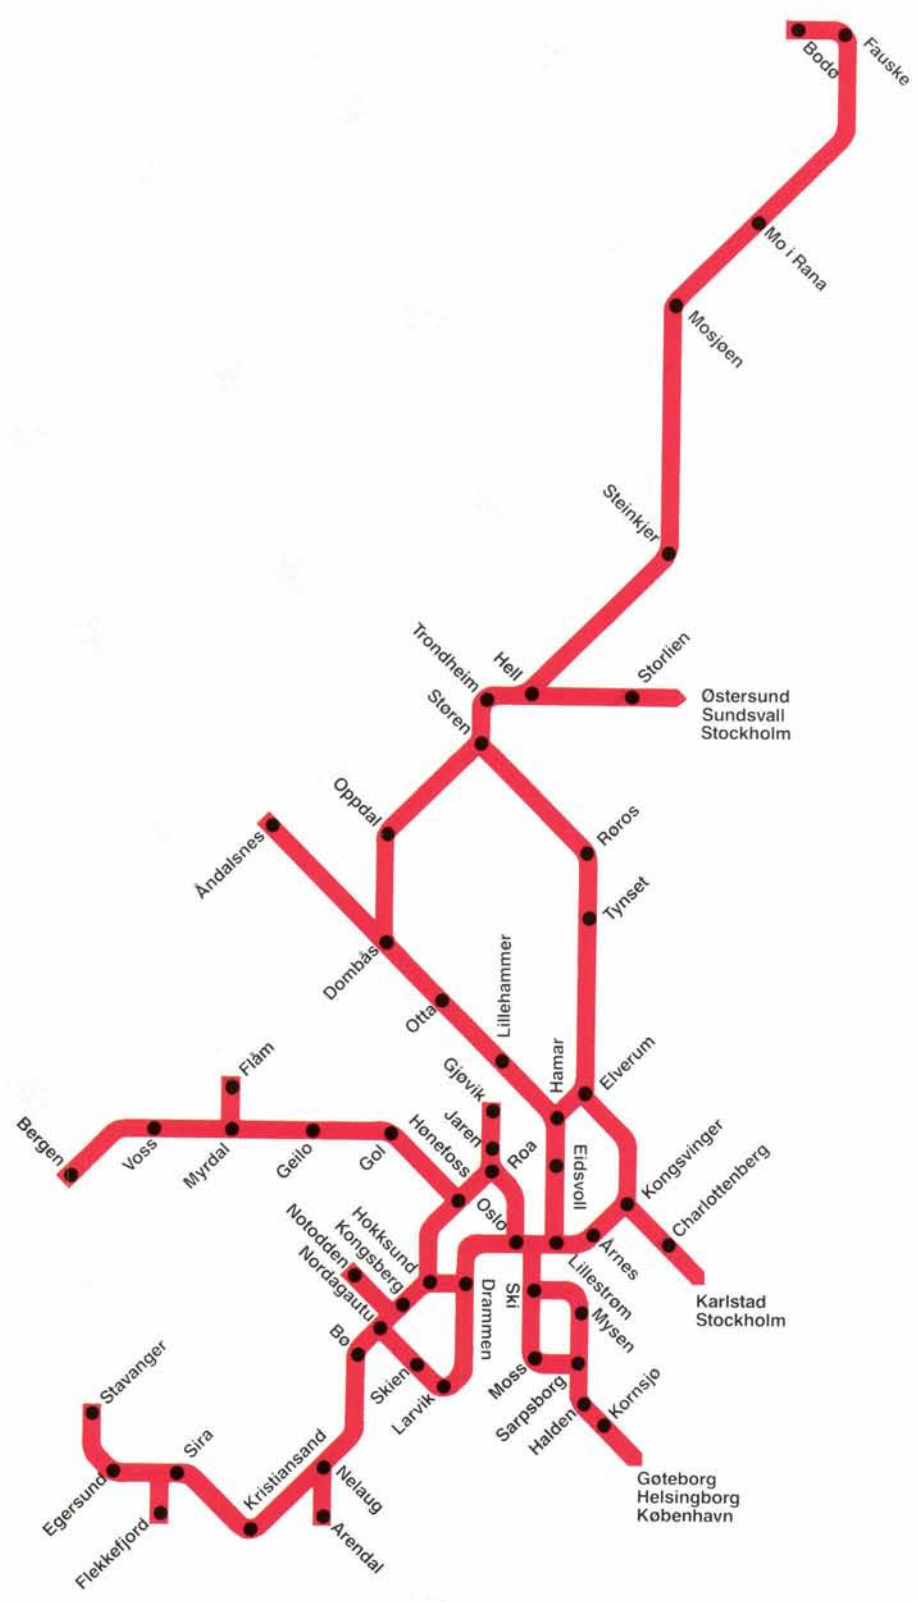 Bodø
Fauske
Mo i Rana
Mosjøen
Steinkjer
Trondheim
Hell
Storlien
Østersund
Sundsvall
Stockholm
Støren
Oppdal
Røros
Åndalsnes
Tynset
Dombås
Otta
Lillehammer
Hamar
Elverum
Gjøvik
Flåm
Jaren
Bergen
Voss
Myrdal
Geilo
Gol
Hønefoss
Roa
Eidsvoll
Kongsvinger
Charlottenberg
Oslo
Hokksund
Kongsberg
Notodden
Nordagautu
Årnes
Lillestrøm
Karlstad
Stockholm
Drammen
Ski
Mysen
Bø
Skien
Larvik
Moss
Sarpsborg
Halden
Kornsjø
Gøteborg
Helsingborg
København
Stavanger
Sira
Kristiansand
Nelaug
Egersund
Flekkefjord
Arendal